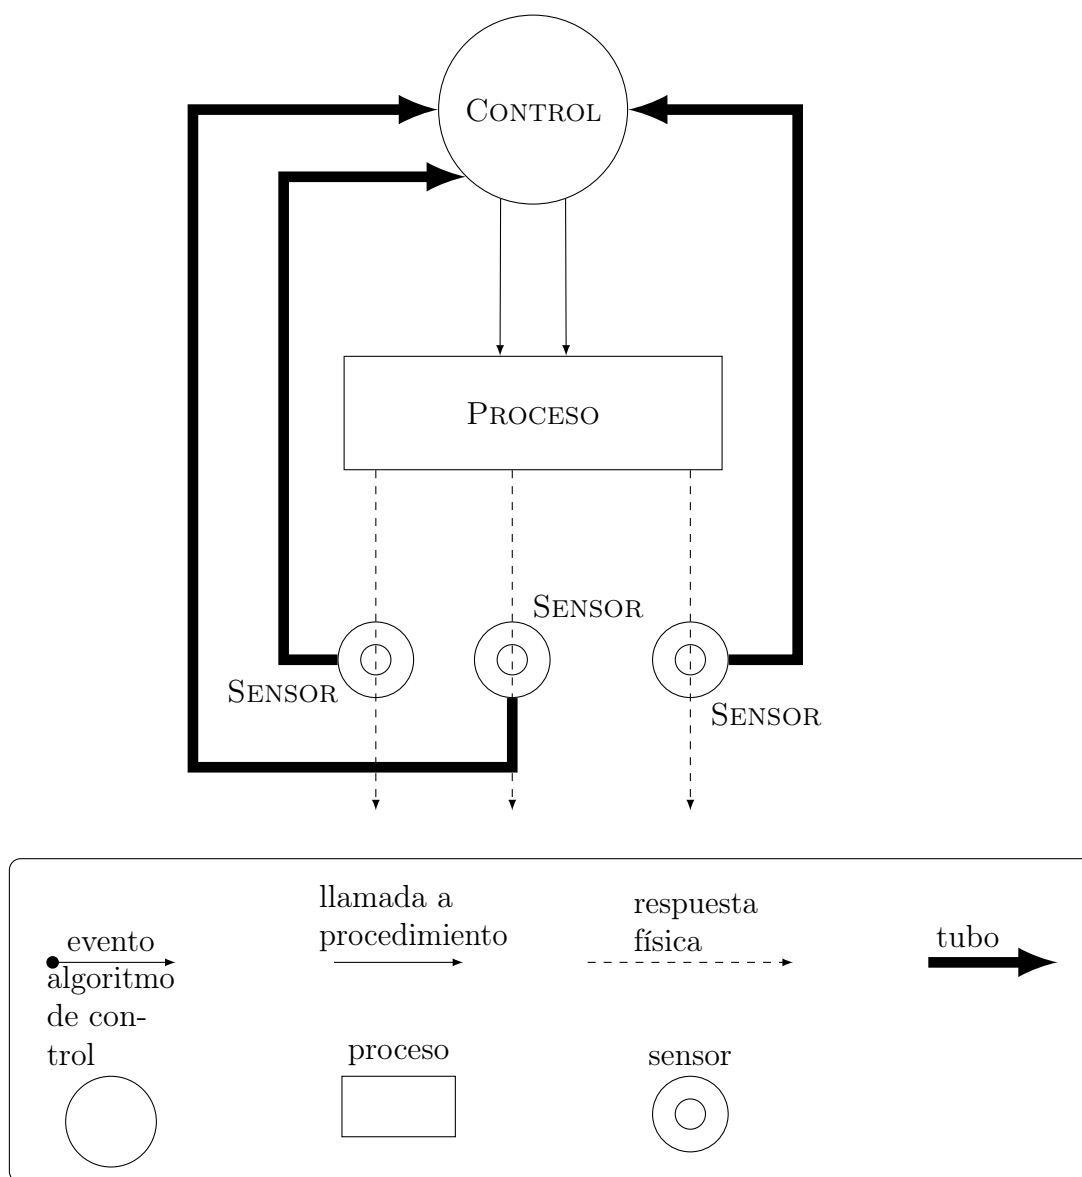 CONTROL
PROCESO
SENSOR
SENSOR
SENSOR
evento
llamada a
procedimiento
respuesta
física
tubo
algoritmo
de con-
trol
proceso
sensor